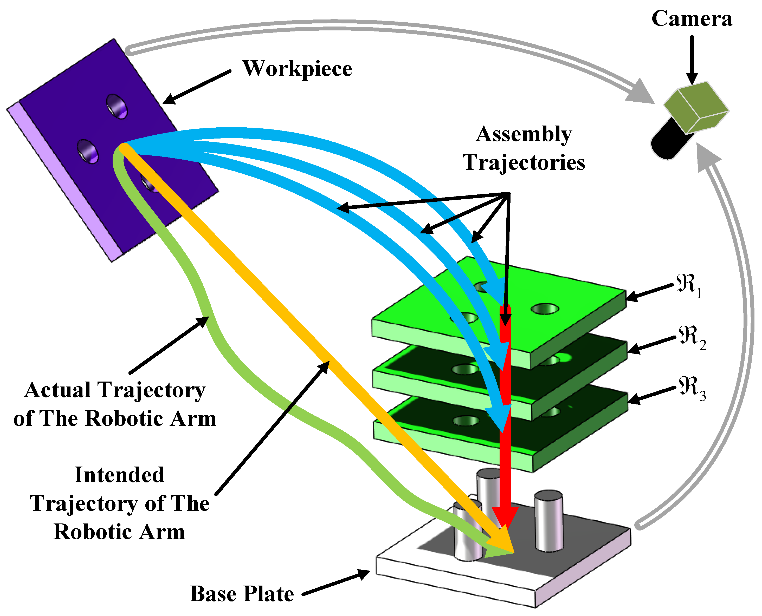 Camera
Workpiece
Assembly
Trajectories
ℜ₁
ℜ₂
ℜ₃
Actual Trajectory
of The Robotic Arm
Intended
Trajectory of The
Robotic Arm
Base Plate